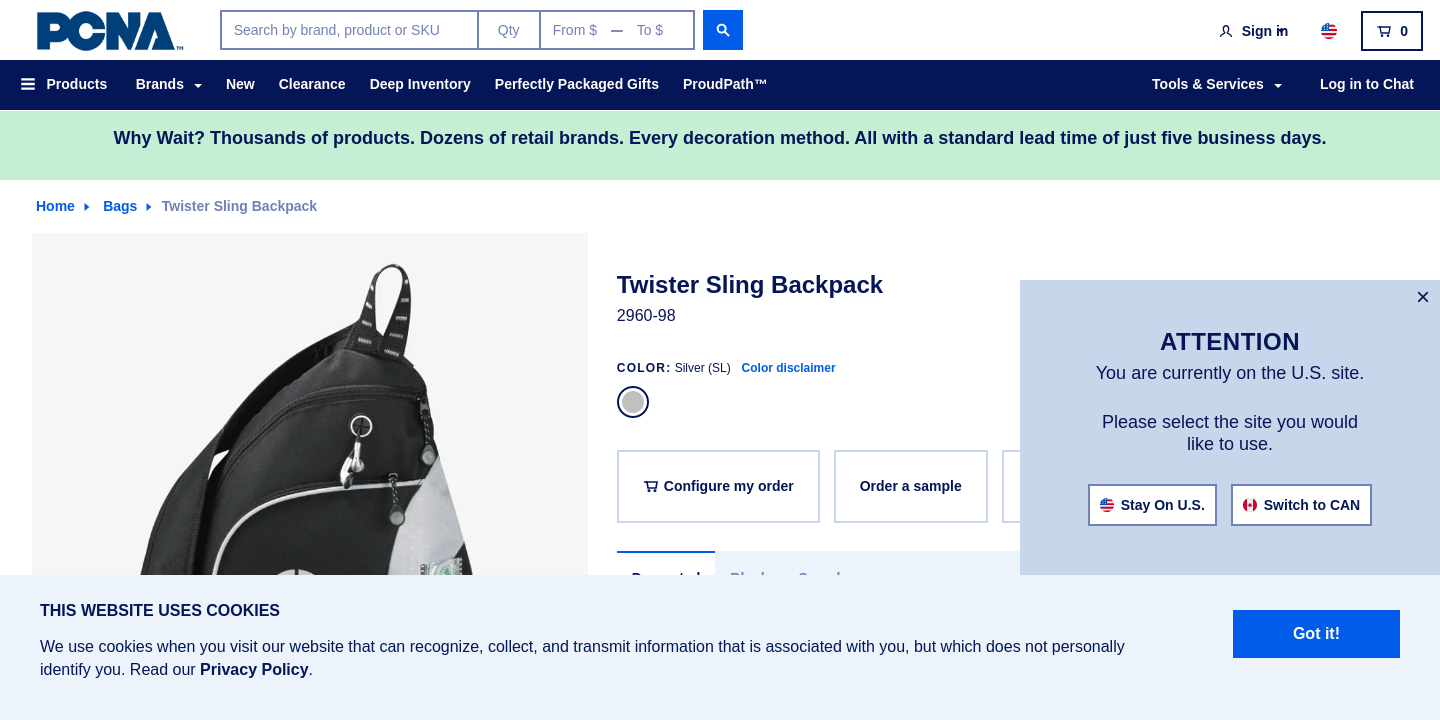 PCNA™
Search by brand, product or SKU
Qty
From $ — To $
Sign in
0
Products
Brands
New
Clearance
Deep Inventory
Perfectly Packaged Gifts
ProudPath™
Tools & Services
Log in to Chat
Why Wait? Thousands of products. Dozens of retail brands. Every decoration method. All with a standard lead time of just five business days.
Home
Bags
Twister Sling Backpack
Twister Sling Backpack
2960-98
COLOR: Silver (SL) Color disclaimer
Configure my order
Order a sample
ATTENTION
You are currently on the U.S. site.
Please select the site you would
like to use.
Stay On U.S.
Switch to CAN
THIS WEBSITE USES COOKIES
We use cookies when you visit our website that can recognize, collect, and transmit information that is associated with you, but which does not personally
identify you. Read our Privacy Policy.
Got it!